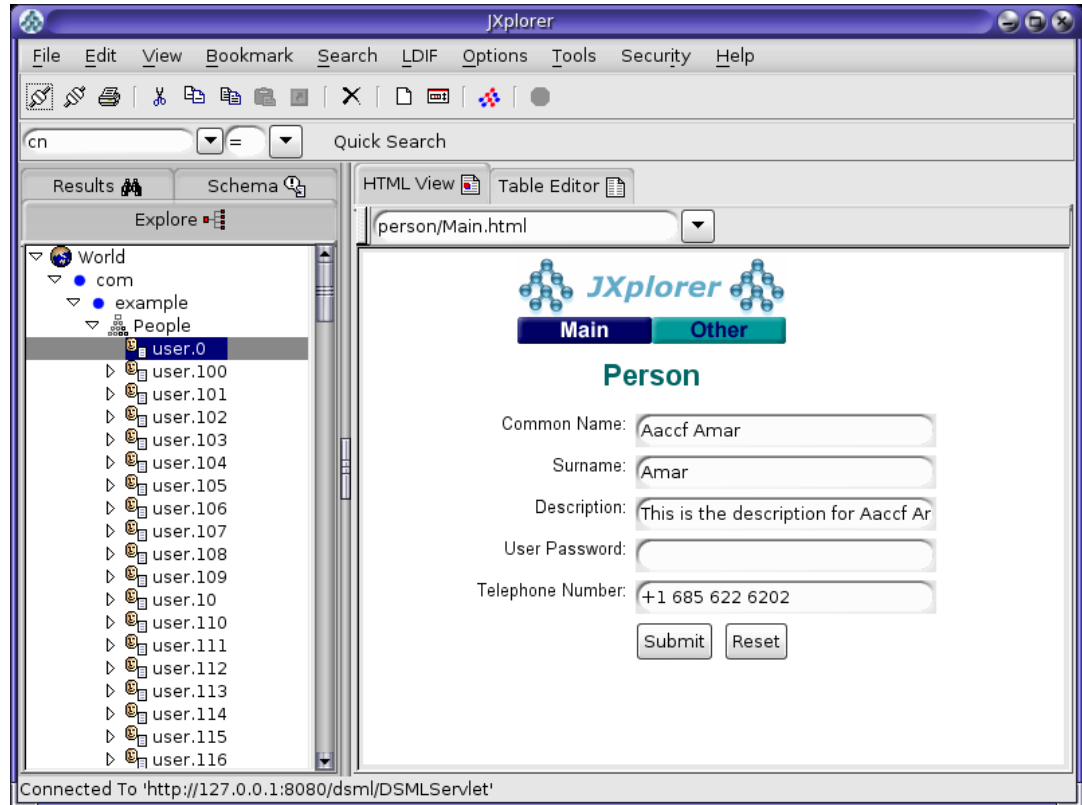 JXplorer
File Edit View Bookmark Search LDIF Options Tools Security Help
cn = Quick Search
Results Schema
Explore
World
com
example
People
user.0
user.100
user.101
user.102
user.103
user.104
user.105
user.106
user.107
user.108
user.109
user.10
user.110
user.111
user.112
user.113
user.114
user.115
user.116
HTML View Table Editor
person/Main.html
JXplorer
Main Other
Person
Common Name: Aaccf Amar
Surname: Amar
Description: This is the description for Aaccf Ar
User Password:
Telephone Number: +1 685 622 6202
Submit Reset
Connected To 'http://127.0.0.1:8080/dsml/DSMLServlet'